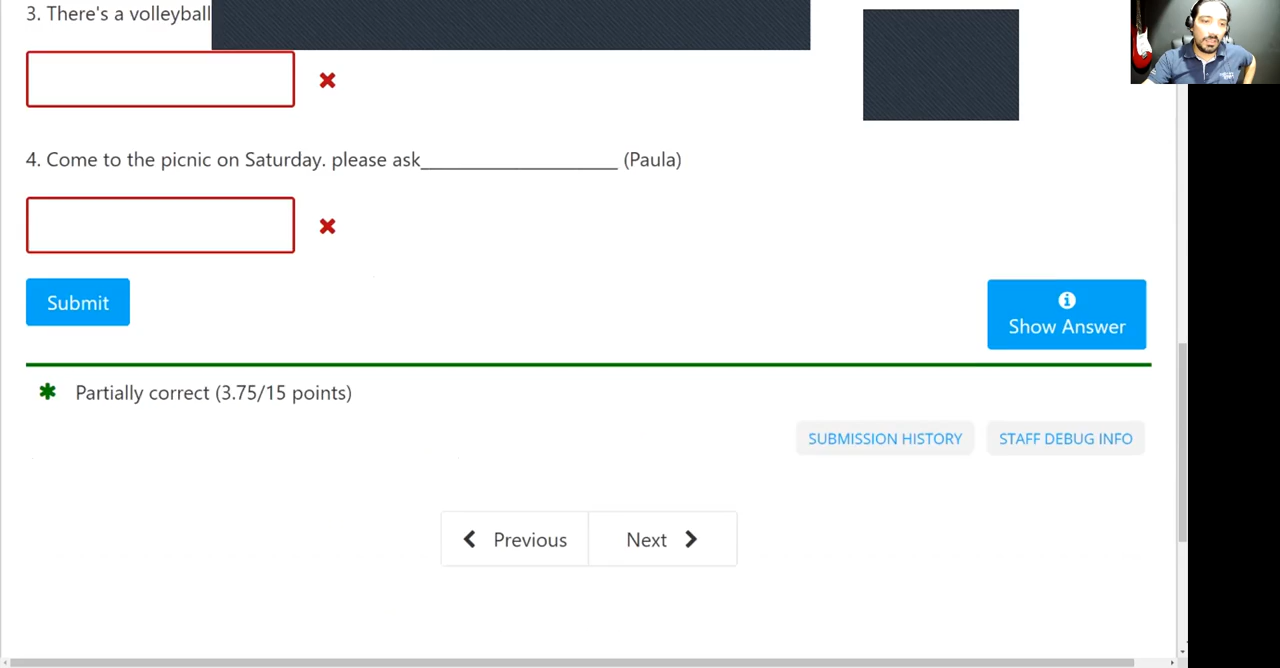 3. There's a volleyball
4. Come to the picnic on Saturday. please ask__________________ (Paula)
Submit
Show Answer
Partially correct (3.75/15 points)
SUBMISSION HISTORY
STAFF DEBUG INFO
Previous
Next